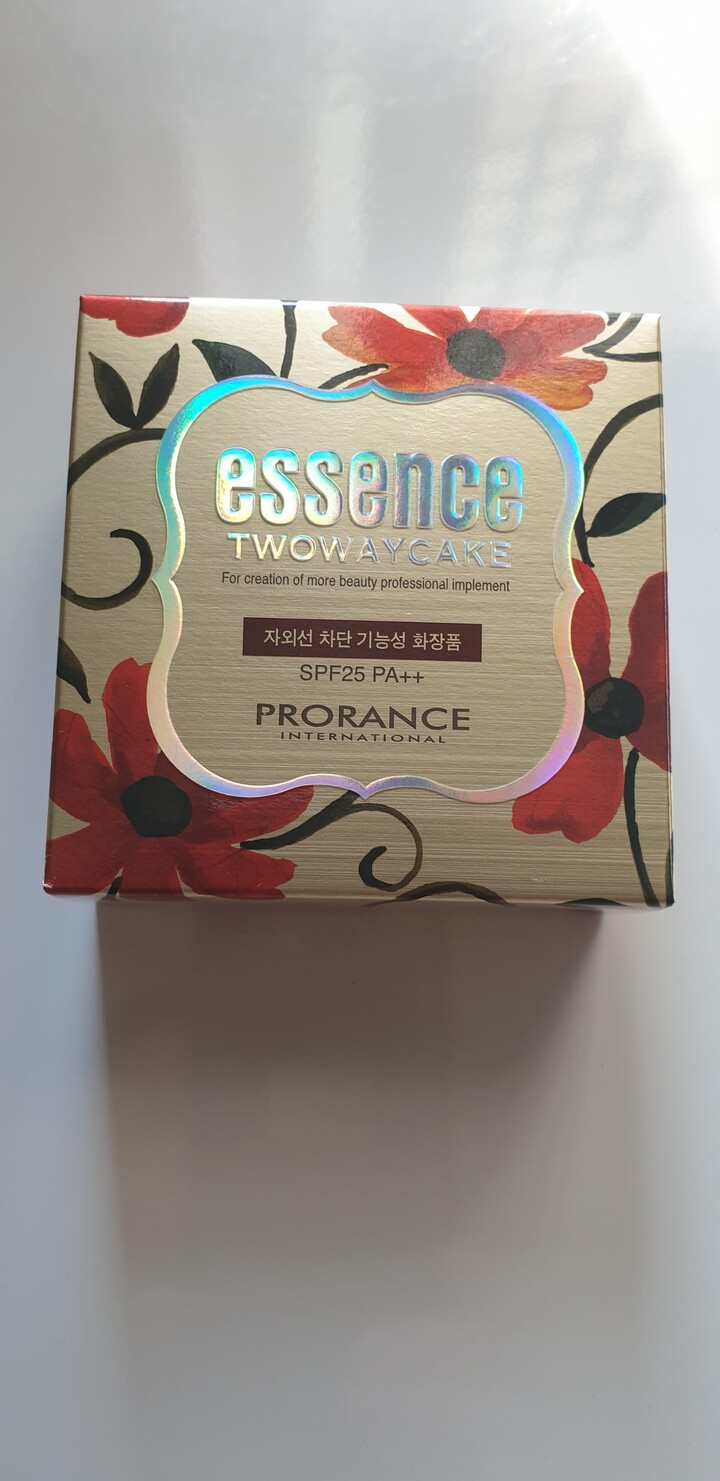 essence
TWOWAYCAKE
For creation of more beauty professional implement
자외선 차단 기능성 화장품
SPF25 PA++
PRORANCE
INTERNATIONAL